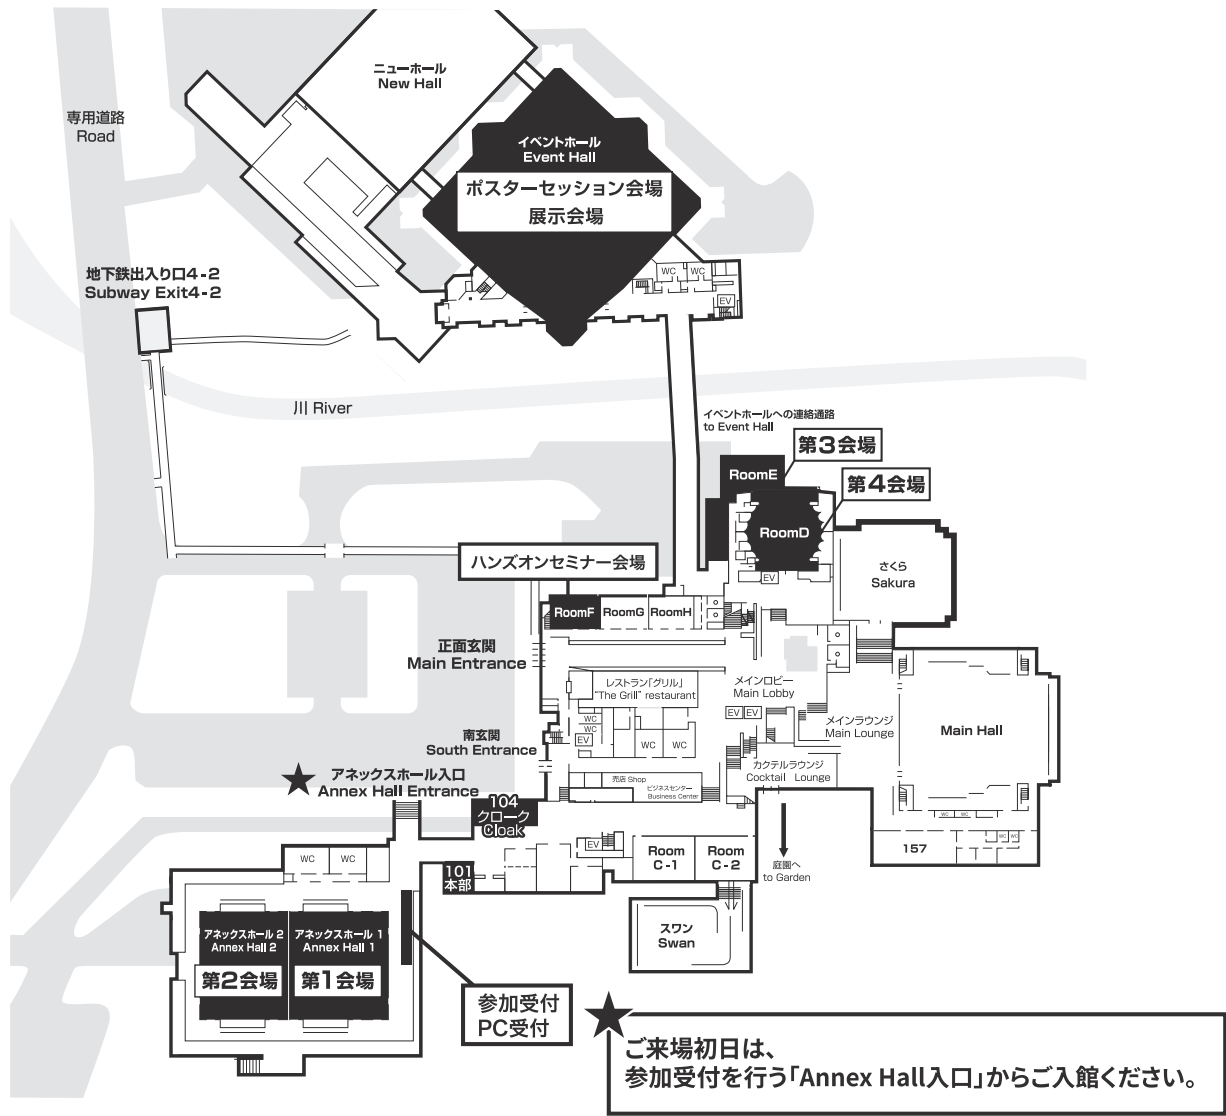 ニューホール
New Hall
専用道路
Road
イベントホール
Event Hall
ポスターセッション会場
展示会場
地下鉄出入り口4-2
Subway Exit4-2
WC
WC
EV
川 River
イベントホールへの連絡通路
to Event Hall
第3会場
RoomE
第4会場
RoomD
ハンズオンセミナー会場
EV
さくら
Sakura
RoomF
RoomG
RoomH
正面玄関
Main Entrance
レストラン「グリル」
"The Grill" restaurant
メインロビー
Main Lobby
EV
EV
WC
WC
EV
WC
WC
メインラウンジ
Main Lounge
Main Hall
南玄関
South Entrance
カクテルラウンジ
Cocktail Lounge
アネックスホール入口
Annex Hall Entrance
売店 Shop
ビジネスセンター
Business Center
104
クローク
Cloak
WC
WC
WC
WC
157
EV
Room
C-1
Room
C-2
庭園へ
to Garden
WC
WC
101
本部
スワン
Swan
アネックスホール 2
Annex Hall 2
第2会場
アネックスホール 1
Annex Hall 1
第1会場
参加受付
PC受付
ご来場初日は、
参加受付を行う「Annex Hall入口」からご入館ください。